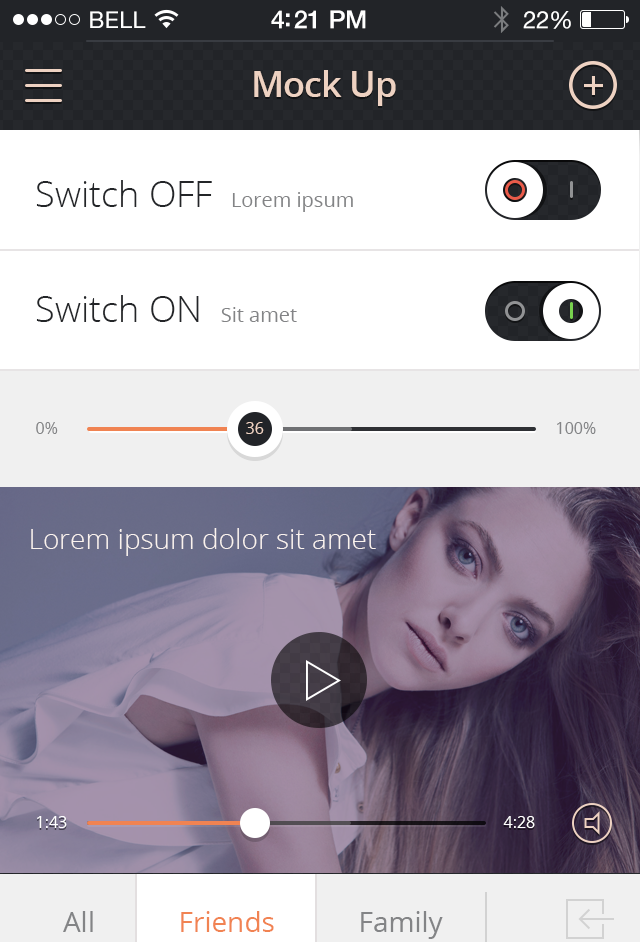 BELL 4:21 PM 22%
Mock Up
Switch OFF Lorem ipsum
Switch ON Sit amet
0% 36 100%
Lorem ipsum dolor sit amet
1:43 4:28
All Friends Family